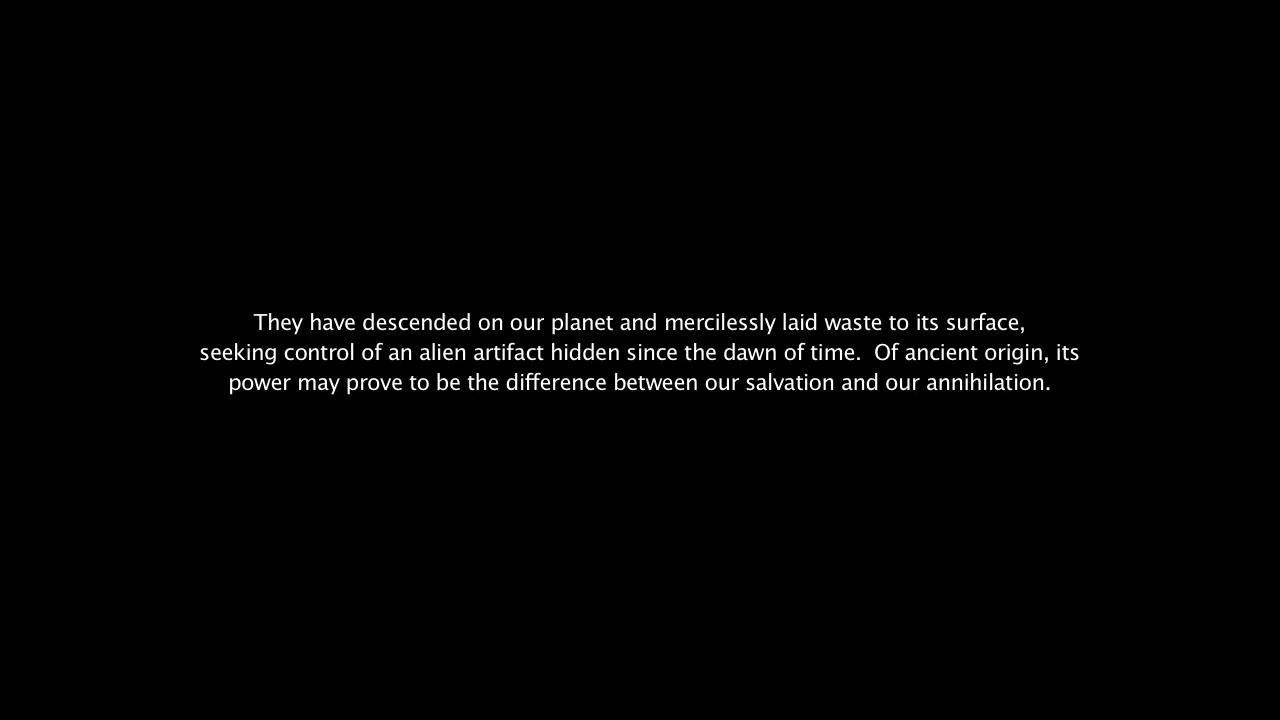 They have descended on our planet and mercilessly laid waste to its surface,
seeking control of an alien artifact hidden since the dawn of time.  Of ancient origin, its
power may prove to be the difference between our salvation and our annihilation.